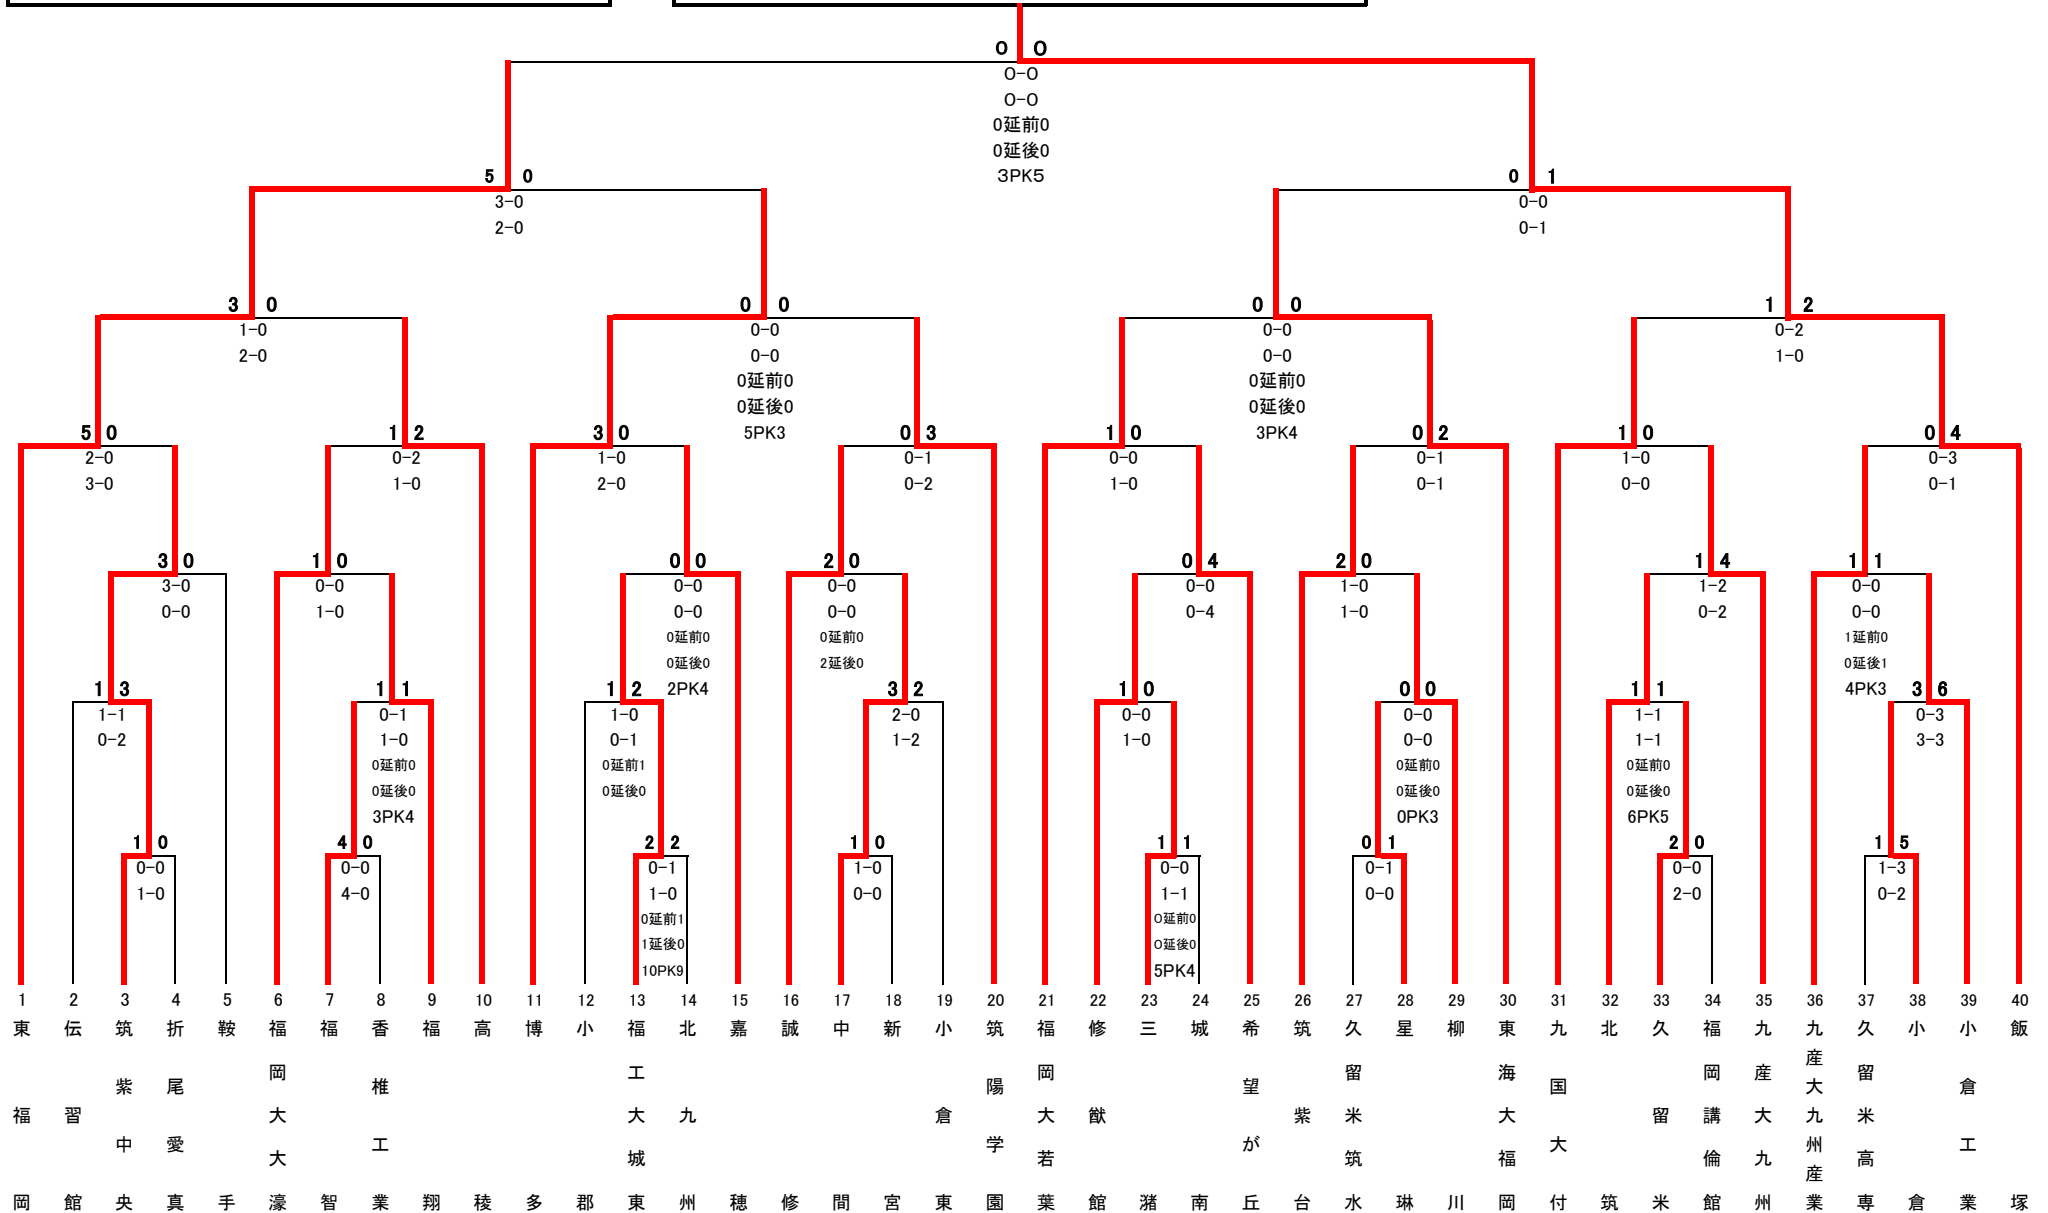 0 0
0-0
0-0
0延前0
0延後0
3PK5
5 0
3-0
2-0
0 1
0-0
0-1
3 0
1-0
2-0
0 0
0-0
0-0
0延前0
0延後0
5PK3
0 0
0-0
0-0
0延前0
0延後0
3PK4
1 2
0-2
1-0
5 0
2-0
3-0
1 2
0-2
1-0
3 0
1-0
2-0
0 3
0-1
0-2
1 0
0-0
1-0
0 2
0-1
0-1
1 0
1-0
0-0
0 4
0-3
0-1
3 0
3-0
0-0
1 0
0-0
1-0
0 0
0-0
0-0
0延前0
0延後0
2PK4
2 0
0-0
0-0
0延前0
2延後0
0 4
0-0
0-4
2 0
1-0
1-0
1 4
1-2
0-2
1 1
0-0
0-0
1延前0
0延後1
4PK3
1 3
1-1
0-2
1 1
0-1
1-0
0延前0
0延後0
3PK4
1 2
1-0
0-1
0延前1
0延後0
3 2
2-0
1-2
1 0
0-0
1-0
0 0
0-0
0-0
0延前0
0延後0
0PK3
1 1
1-1
1-1
0延前0
0延後0
6PK5
3 6
0-3
3-3
1 0
0-0
1-0
4 0
0-0
4-0
2 2
0-1
1-0
0延前1
1延後0
10PK9
1 0
1-0
0-0
1 1
0-0
1-1
0延前0
0延後0
5PK4
0 1
0-1
0-0
2 0
0-0
2-0
1 5
1-3
0-2
1 東福岡
2 伝習館
3 筑紫中央
4 折尾愛真
5 鞍手
6 福岡大大濠
7 福智
8 香椎工業
9 福翔
10 高稜
11 博多
12 小郡
13 福工大城東
14 北九州
15 嘉穂
16 誠修
17 中間
18 新宮
19 小倉東
20 筑陽学園
21 福岡大若葉
22 修猷館
23 三潴
24 城南
25 希望が丘
26 筑紫台
27 久留米筑水
28 星琳
29 柳川
30 東海大福岡
31 九国大付
32 北筑
33 久留米
34 福岡講倫館
35 九産大九州
36 九産大九州産業
37 久留米高専
38 小倉
39 小倉工業
40 飯塚